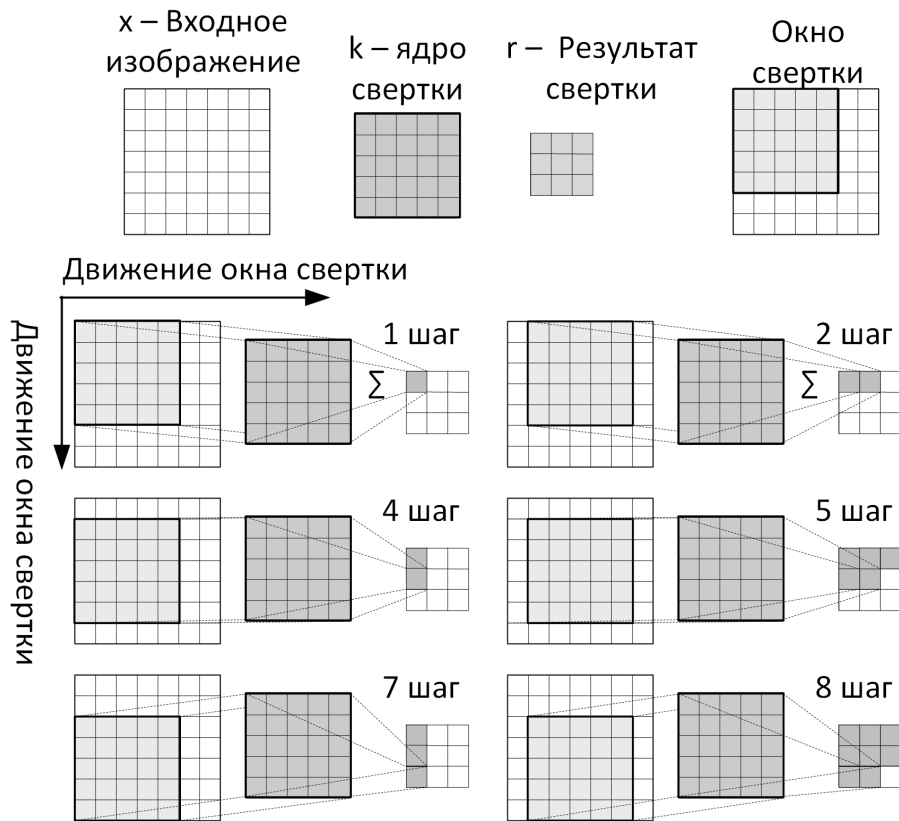 x – Входное
изображение
k – ядро
свертки
r – Результат
свертки
Окно
свертки
Движение окна свертки
Движение окна свертки
1 шаг
Σ
2 шаг
Σ
4 шаг
5 шаг
7 шаг
8 шаг